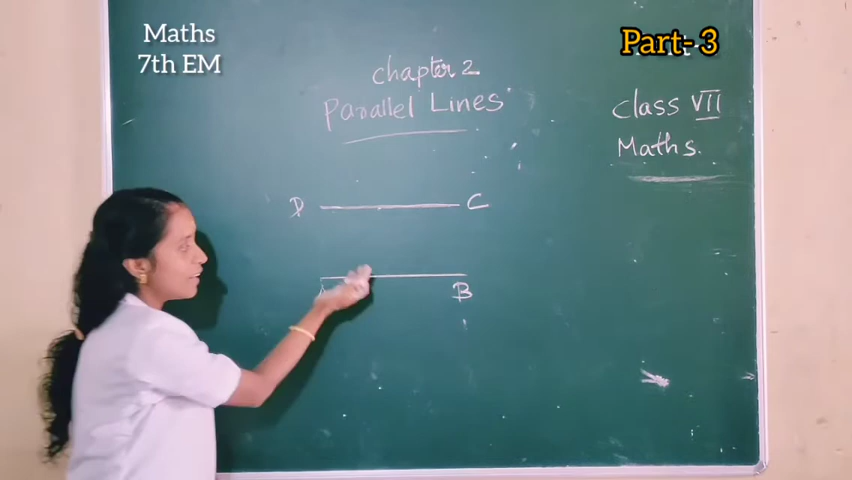 Maths
7th EM
Part-3
chapter 2
Parallel Lines
class VII
Maths.
D C
B